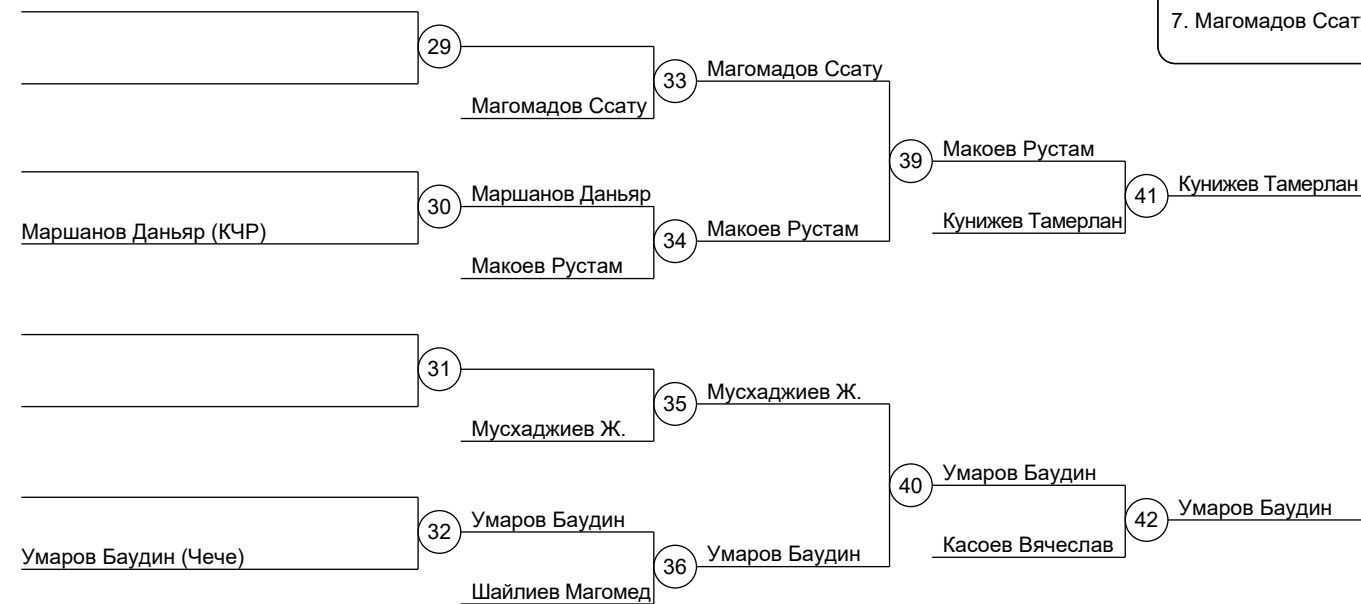 7. Магомадов Ссату
29
33
Магомадов Ссату
Магомадов Ссату
39
Макоев Рустам
41
Кунижев Тамерлан
30
Маршанов Даньяр
Маршанов Даньяр (КЧР)
34
Макоев Рустам
Кунижев Тамерлан
Макоев Рустам
31
35
Мусхаджиев Ж.
Мусхаджиев Ж.
40
Умаров Баудин
42
Умаров Баудин
32
Умаров Баудин
Касоев Вячеслав
Умаров Баудин (Чече)
36
Умаров Баудин
Шайлиев Магомед